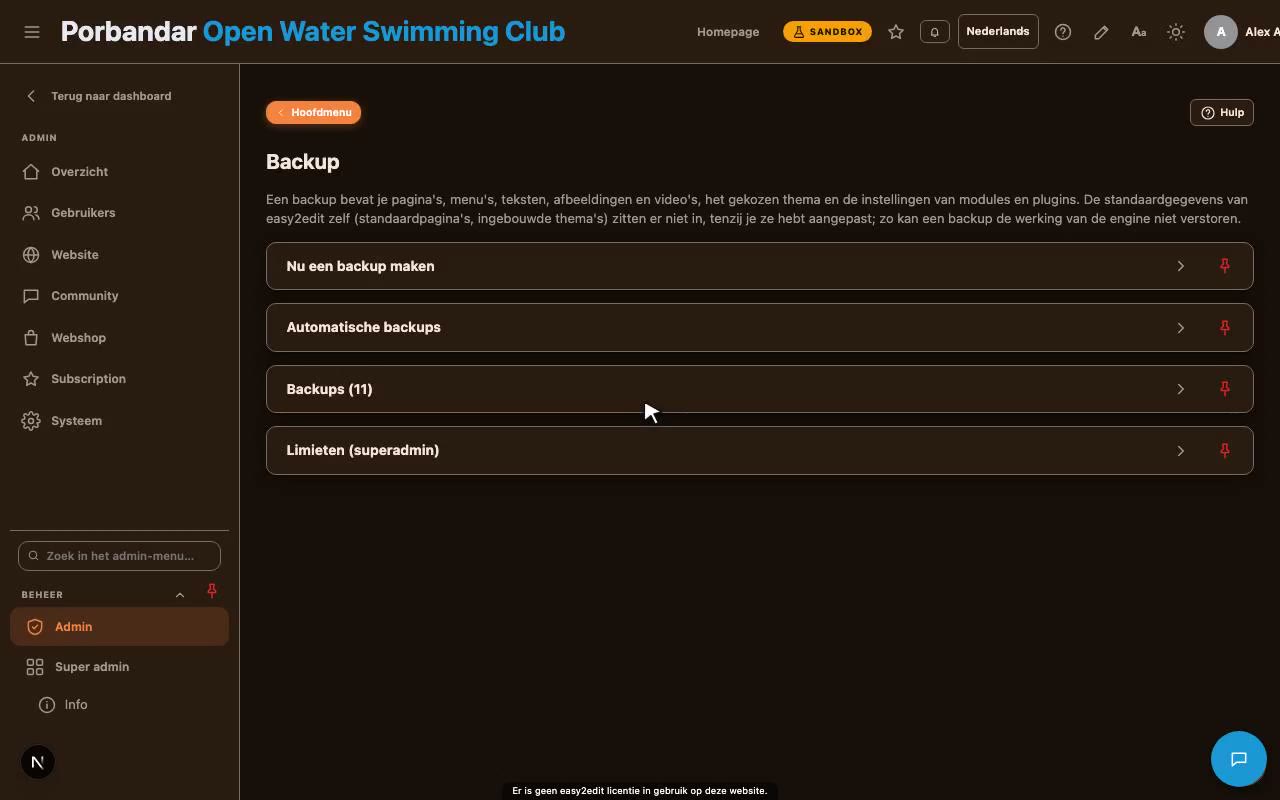 Porbandar Open Water Swimming Club
Homepage
SANDBOX
Nederlands
Aa
A
Alex A
Terug naar dashboard
ADMIN
Overzicht
Gebruikers
Website
Community
Webshop
Subscription
Systeem
Zoek in het admin-menu...
BEHEER
Admin
Super admin
Info
N
Hoofdmenu
Hulp
Backup
Een backup bevat je pagina's, menu's, teksten, afbeeldingen en video's, het gekozen thema en de instellingen van modules en plugins. De standaardgegevens van
easy2edit zelf (standaardpagina's, ingebouwde thema's) zitten er niet in, tenzij je ze hebt aangepast; zo kan een backup de werking van de engine niet verstoren.
Nu een backup maken
Automatische backups
Backups (11)
Limieten (superadmin)
Er is geen easy2edit licentie in gebruik op deze website.